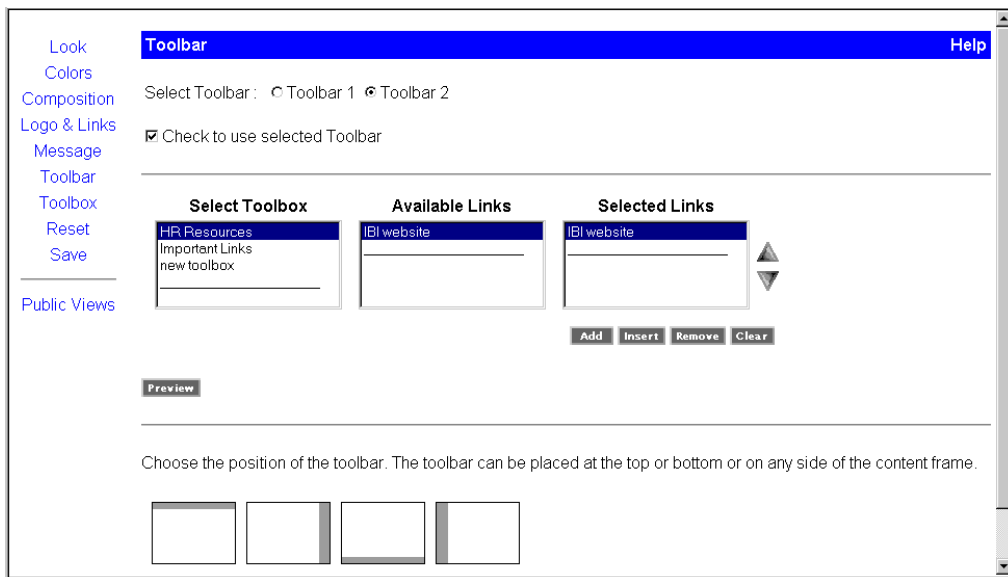 Look
Colors
Composition
Logo & Links
Message
Toolbar
Toolbox
Reset
Save
Public Views
Toolbar Help
Select Toolbar : Toolbar 1 Toolbar 2
Check to use selected Toolbar
Select Toolbox Available Links Selected Links
HR Resources IBI website IBI website
Important Links
new toolbox
Add Insert Remove Clear
Preview
Choose the position of the toolbar. The toolbar can be placed at the top or bottom or on any side of the content frame.